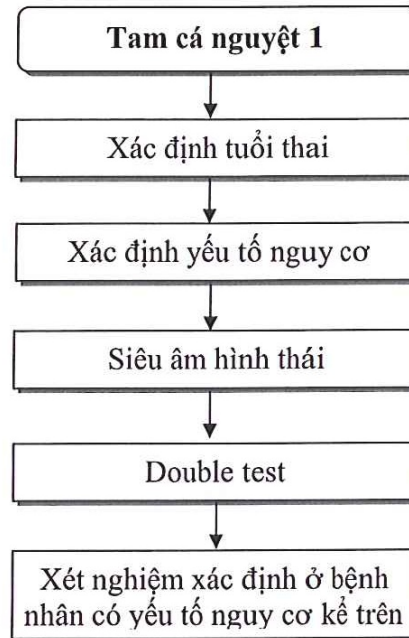 Tam cá nguyệt 1
Xác định tuổi thai
Xác định yếu tố nguy cơ
Siêu âm hình thái
Double test
Xét nghiệm xác định ở bệnh
nhân có yếu tố nguy cơ kể trên